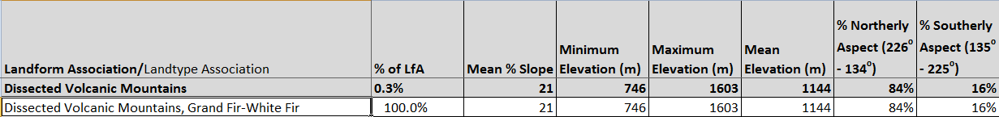 Landform Association/Landtype Association % of LfA Mean % Slope Minimum Elevation (m) Maximum Elevation (m) Mean Elevation (m) % Northerly Aspect (226° - 134°) % Southerly Aspect (135° - 225°)
Dissected Volcanic Mountains 0.3% 21 746 1603 1144 84% 16%
Dissected Volcanic Mountains, Grand Fir-White Fir 100.0% 21 746 1603 1144 84% 16%